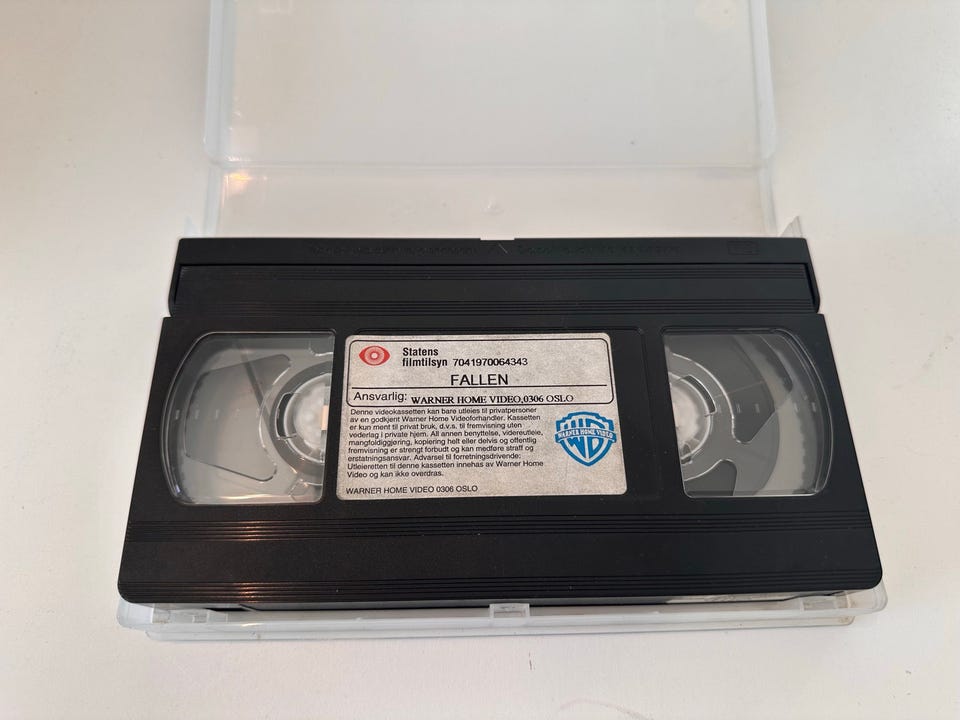 Statens
filmtilsyn 7041970064343
FALLEN
Ansvarlig: WARNER HOME VIDEO,0306 OSLO
Denne videokassetten kan bare utleies til privatpersoner
av en godkjent Warner Home Videoforhandler. Kassetten
er kun ment til privat bruk, d.v.s. til fremvisning uten
vederlag i private hjem. All annen benyttelse, videreutleie,
mangfoldiggjøring, kopiering helt eller delvis og offentlig
fremvisning er strengt forbudt og kan medføre straff og
erstatningsansvar. Advarsel til forretningsdrivende:
Utleieretten til denne kassetten innehas av Warner Home
Video og kan ikke overdras.
WARNER HOME VIDEO 0306 OSLO
WARNER HOME VIDEO